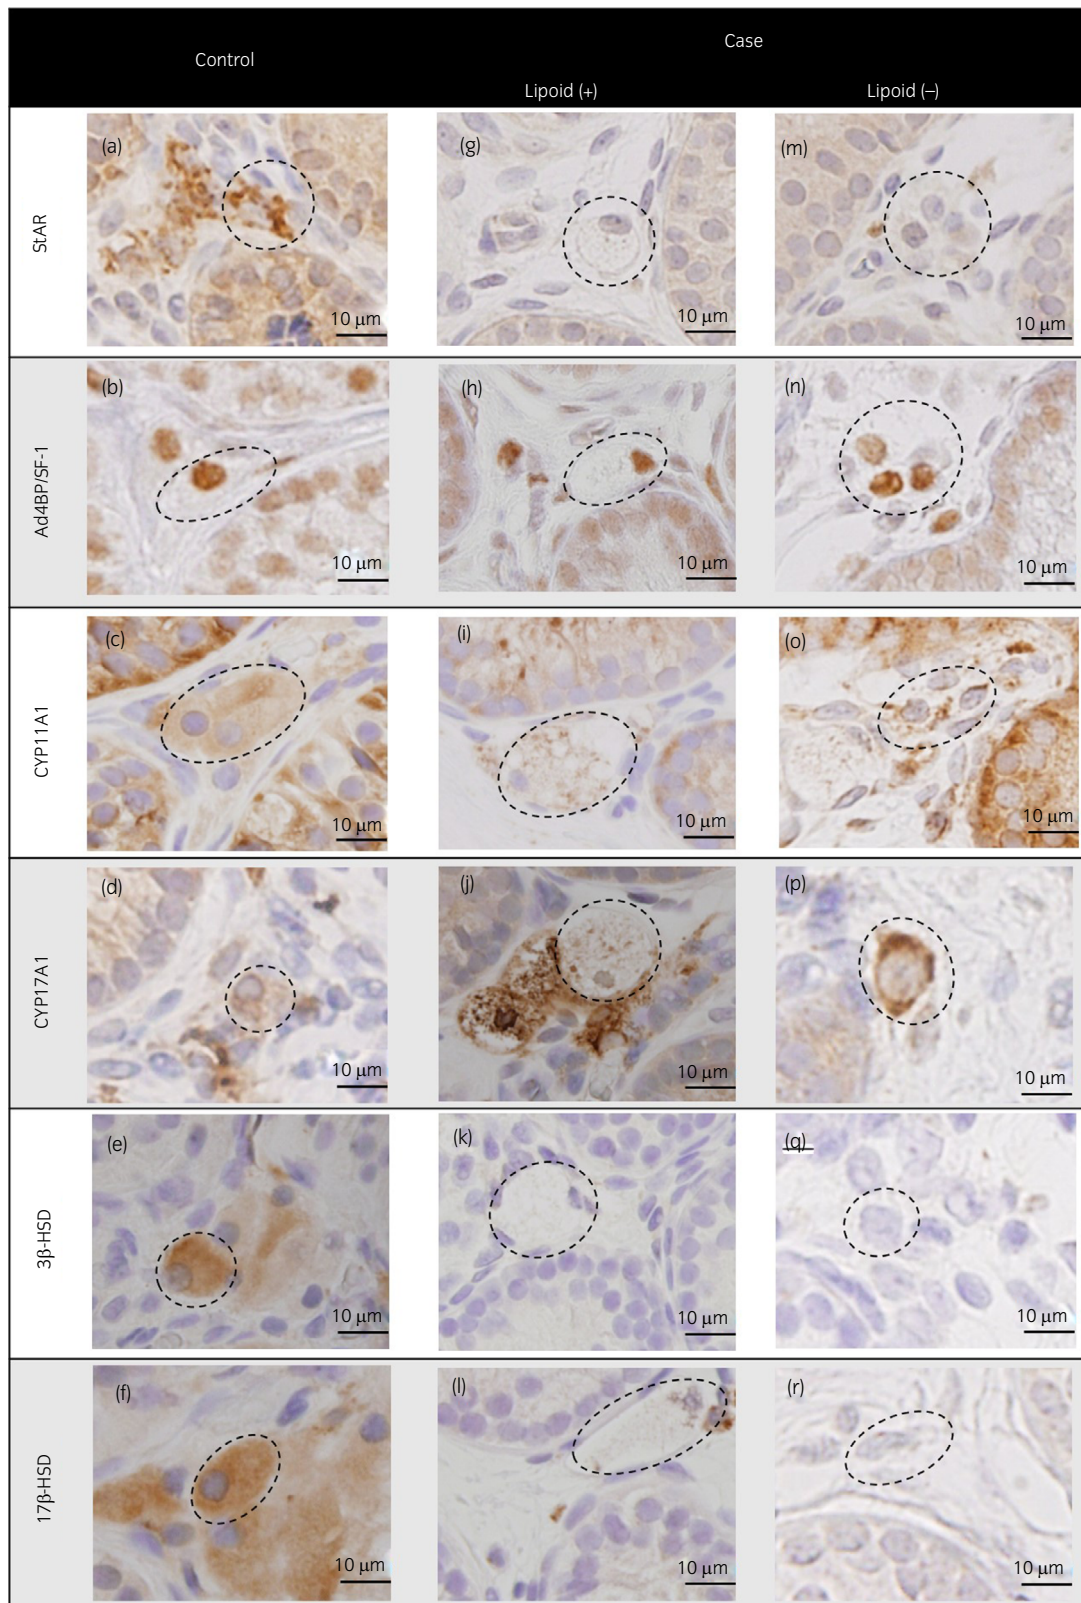 Control
Case
Lipoid (+)
Lipoid (–)
StAR
(a)
10 µm
(g)
10 µm
(m)
10 µm
Ad4BP/SF-1
(b)
10 µm
(h)
10 µm
(n)
10 µm
CYP11A1
(c)
10 µm
(i)
10 µm
(o)
10 µm
CYP17A1
(d)
10 µm
(j)
10 µm
(p)
10 µm
3β-HSD
(e)
10 µm
(k)
10 µm
(q)
10 µm
17β-HSD
(f)
10 µm
(l)
10 µm
(r)
10 µm